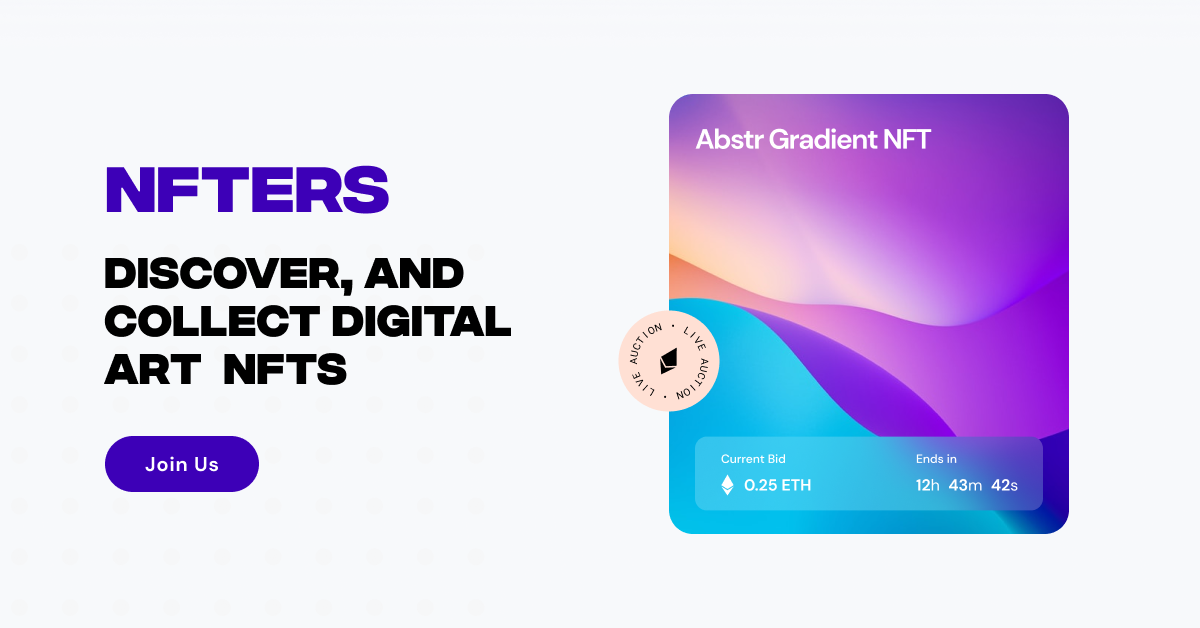 NFTERS
DISCOVER, AND
COLLECT DIGITAL
ART NFTS
Join Us
Abstr Gradient NFT
LIVE AUCTION • LIVE AUCTION •
Current Bid
0.25 ETH
Ends in
12h 43m 42s